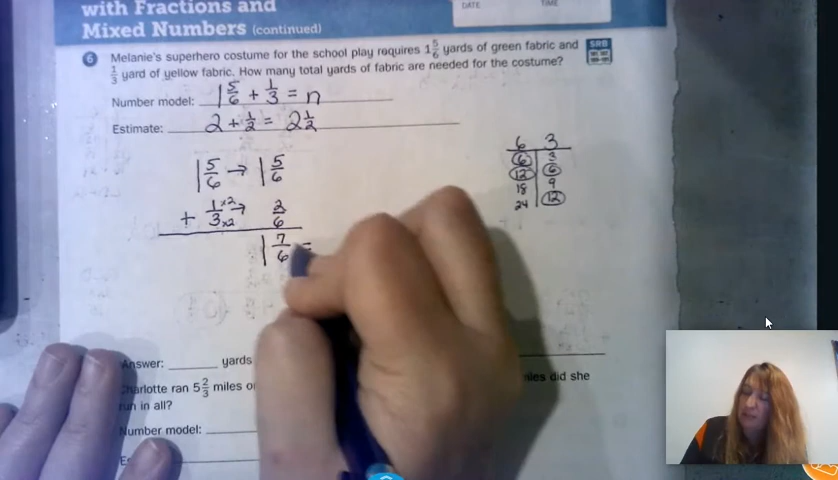 with Fractions and
Mixed Numbers (continued)
DATE TIME
6 Melanie's superhero costume for the school play requires 1 5/6 yards of green fabric and
1/3 yard of yellow fabric. How many total yards of fabric are needed for the costume?
SRB
Number model: 1 5/6 + 1/3 = n
Estimate: 2 + 1/2 = 2 1/2
6 3
6 3
12 6
18 9
24 12
1 5/6 → 1 5/6
+ 1/3 ×2/×2 → 2/6
1 7/6 =
Answer: ______ yards
Charlotte ran 5 2/3 miles
miles did she
run in all?
Number model: